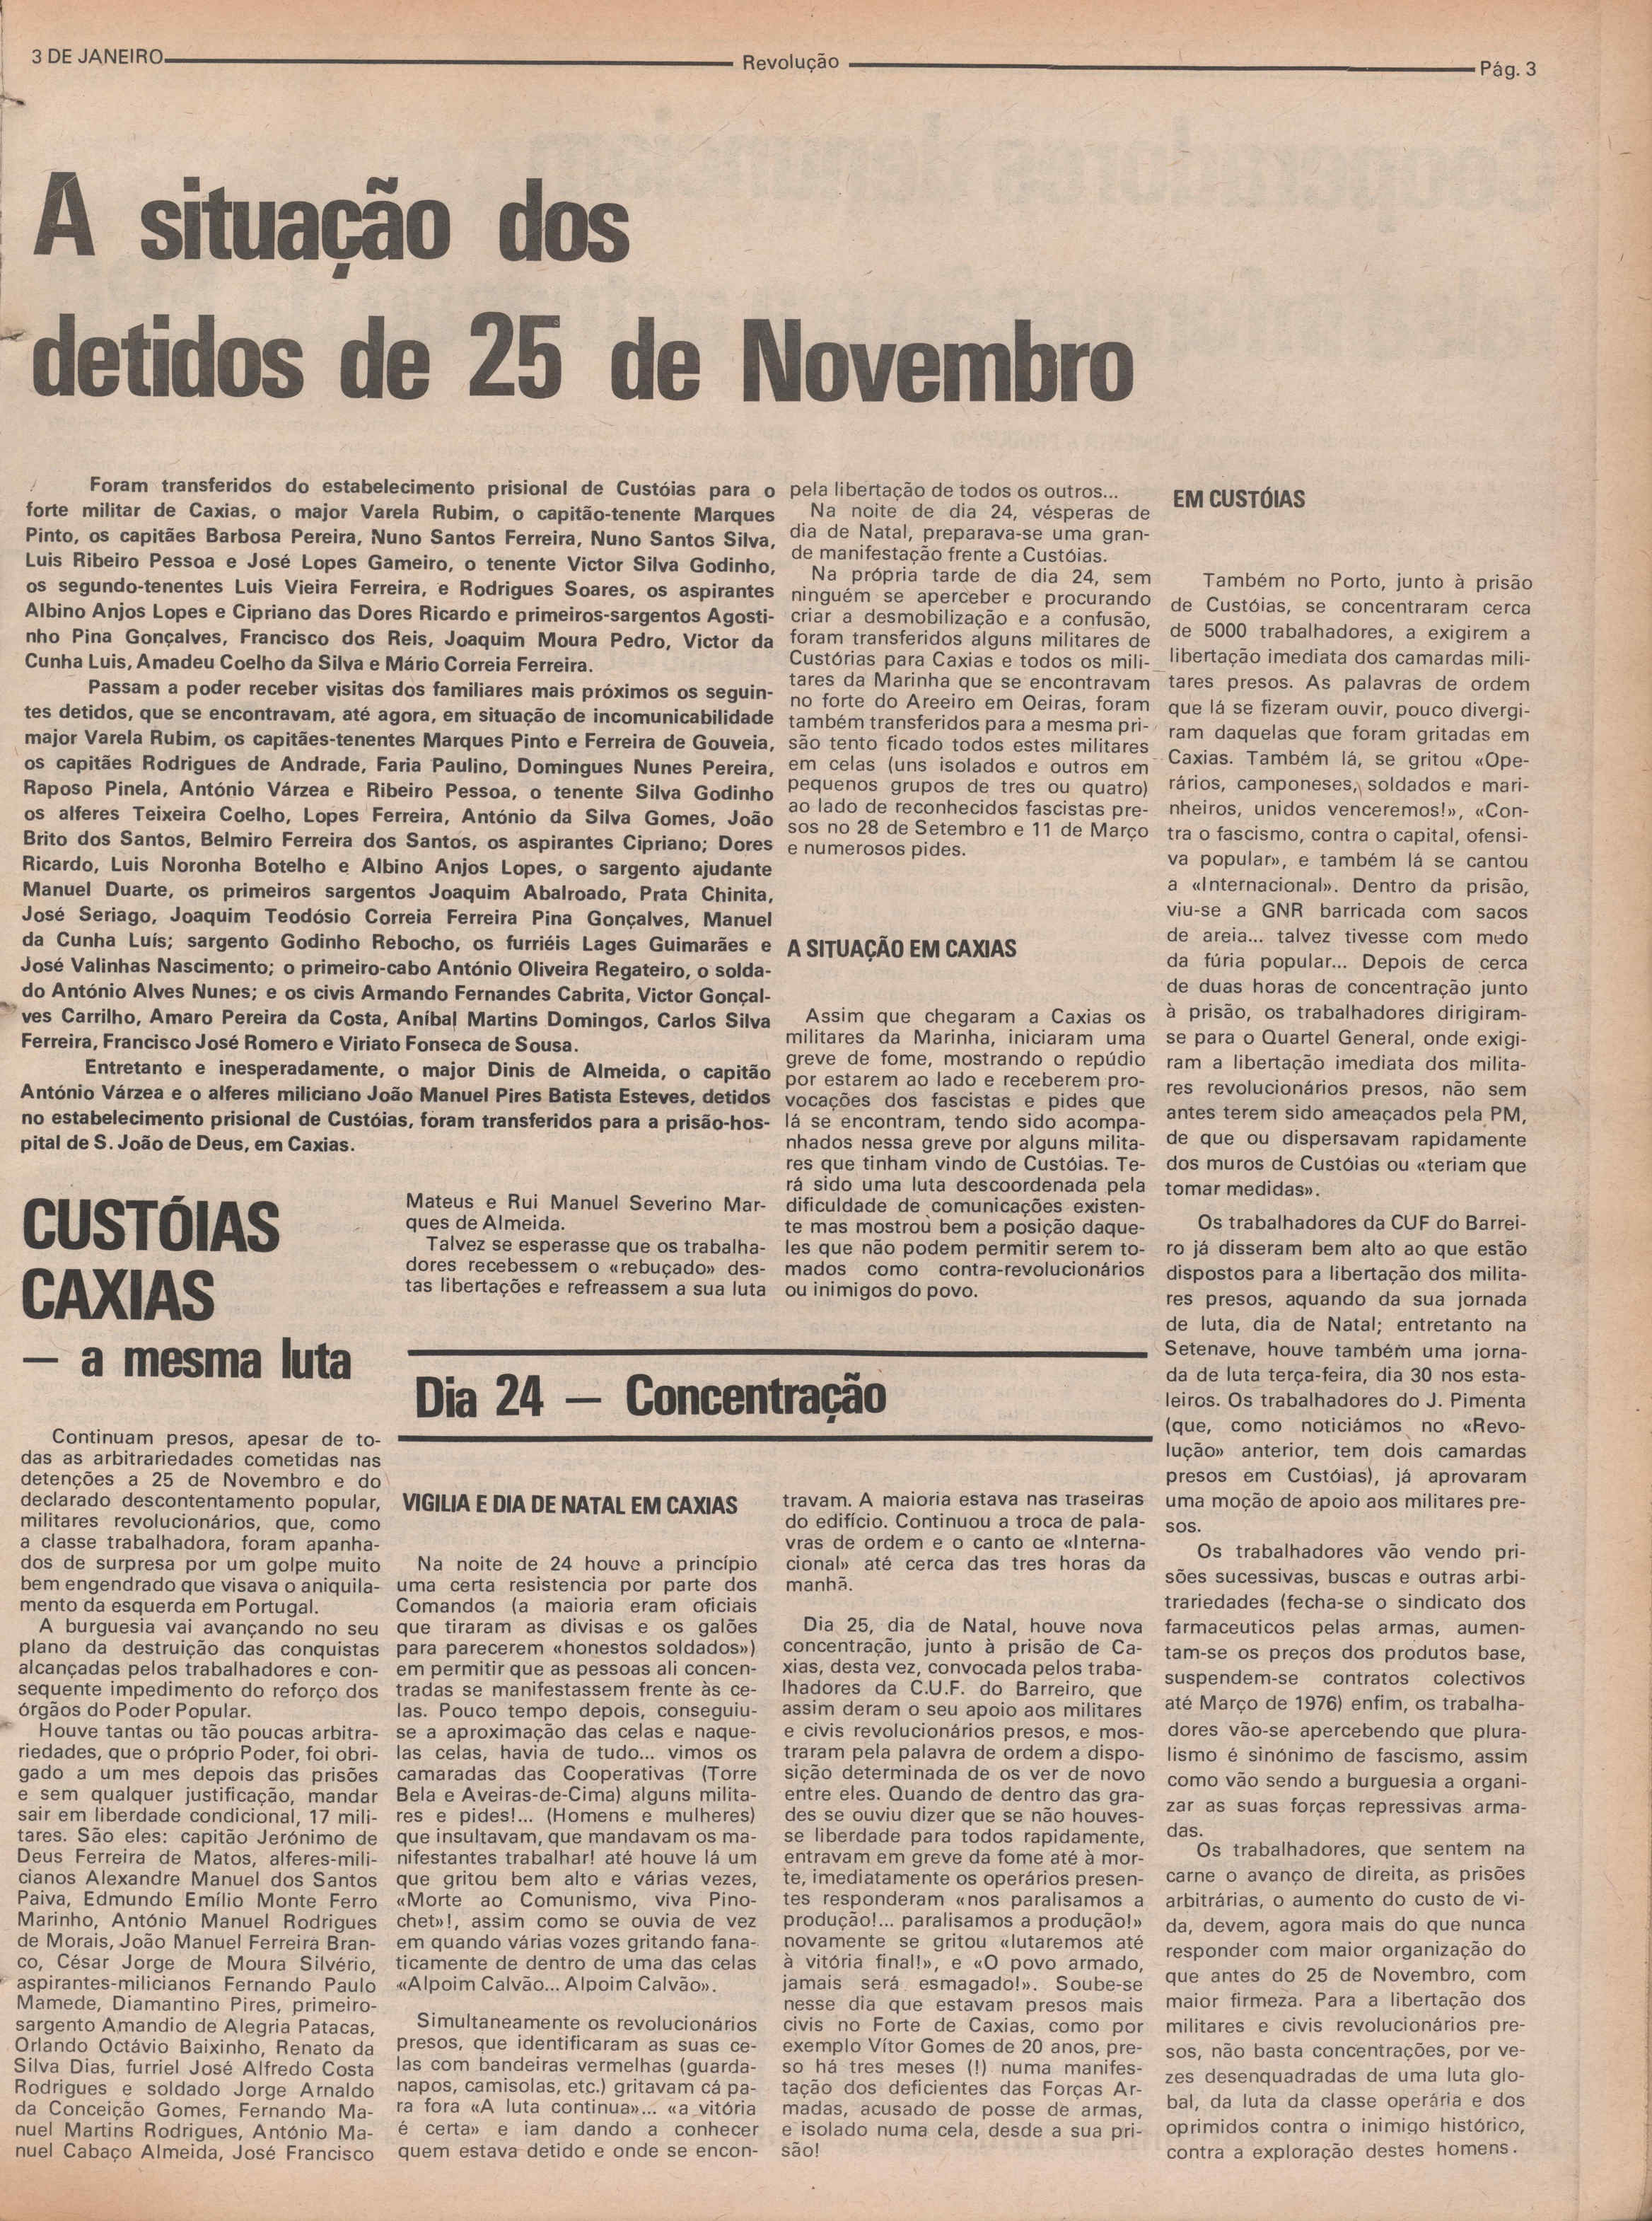 3 DE JANEIRO
Revolução
Pág. 3
A situação dos
detidos de 25 de Novembro
Foram transferidos do estabelecimento prisional de Custóias para o
forte militar de Caxias, o major Varela Rubim, o capitão-tenente Marques
Pinto, os capitães Barbosa Pereira, Nuno Santos Ferreira, Nuno Santos Silva,
Luis Ribeiro Pessoa e José Lopes Gameiro, o tenente Victor Silva Godinho,
os segundo-tenentes Luis Vieira Ferreira, e Rodrigues Soares, os aspirantes
Albino Anjos Lopes e Cipriano das Dores Ricardo e primeiros-sargentos Agosti-
nho Pina Gonçalves, Francisco dos Reis, Joaquim Moura Pedro, Victor da
Cunha Luis, Amadeu Coelho da Silva e Mário Correia Ferreira.
Passam a poder receber visitas dos familiares mais próximos os seguin-
tes detidos, que se encontravam, até agora, em situação de incomunicabilidade
major Varela Rubim, os capitães-tenentes Marques Pinto e Ferreira de Gouveia,
os capitães Rodrigues de Andrade, Faria Paulino, Domingues Nunes Pereira,
Raposo Pinela, António Várzea e Ribeiro Pessoa, o tenente Silva Godinho
os alferes Teixeira Coelho, Lopes Ferreira, António da Silva Gomes, João
Brito dos Santos, Belmiro Ferreira dos Santos, os aspirantes Cipriano; Dores
Ricardo, Luis Noronha Botelho e Albino Anjos Lopes, o sargento ajudante
Manuel Duarte, os primeiros sargentos Joaquim Abalroado, Prata Chinita,
José Seriago, Joaquim Teodósio Correia Ferreira Pina Gonçalves, Manuel
da Cunha Luís; sargento Godinho Rebocho, os furriéis Lages Guimarães e
José Valinhas Nascimento; o primeiro-cabo António Oliveira Regateiro, o solda-
do António Alves Nunes; e os civis Armando Fernandes Cabrita, Victor Gonçal-
ves Carrilho, Amaro Pereira da Costa, Aníbal Martins Domingos, Carlos Silva
Ferreira, Francisco José Romero e Viriato Fonseca de Sousa.
Entretanto e inesperadamente, o major Dinis de Almeida, o capitão
António Várzea e o alferes miliciano João Manuel Pires Batista Esteves, detidos
no estabelecimento prisional de Custóias, foram transferidos para a prisão-hos-
pital de S. João de Deus, em Caxias.
CUSTÓIAS
CAXIAS
— a mesma luta
Continuam presos, apesar de to-
das as arbitrariedades cometidas nas
detenções a 25 de Novembro e do
declarado descontentamento popular,
militares revolucionários, que, como
a classe trabalhadora, foram apanha-
dos de surpresa por um golpe muito
bem engendrado que visava o aniquila-
mento da esquerda em Portugal.
A burguesia vai avançando no seu
plano da destruição das conquistas
alcançadas pelos trabalhadores e con-
sequente impedimento do reforço dos
órgãos do Poder Popular.
Houve tantas ou tão poucas arbitra-
riedades, que o próprio Poder, foi obri-
gado a um mes depois das prisões
e sem qualquer justificação, mandar
sair em liberdade condicional, 17 mili-
tares. São eles: capitão Jerónimo de
Deus Ferreira de Matos, alferes-mili-
cianos Alexandre Manuel dos Santos
Paiva, Edmundo Emílio Monte Ferro
Marinho, António Manuel Rodrigues
de Morais, João Manuel Ferreira Bran-
co, César Jorge de Moura Silvério,
aspirantes-milicianos Fernando Paulo
Mamede, Diamantino Pires, primeiro-
sargento Amandio de Alegria Patacas,
Orlando Octávio Baixinho, Renato da
Silva Dias, furriel José Alfredo Costa
Rodrigues e soldado Jorge Arnaldo
da Conceição Gomes, Fernando Ma-
nuel Martins Rodrigues, António Ma-
nuel Cabaço Almeida, José Francisco
Mateus e Rui Manuel Severino Mar-
ques de Almeida.
Talvez se esperasse que os trabalha-
dores recebessem o «rebuçado» des-
tas libertações e refreassem a sua luta
pela libertação de todos os outros...
Na noite de dia 24, vésperas de
dia de Natal, preparava-se uma gran-
de manifestação frente a Custóias.
Na própria tarde de dia 24, sem
ninguém se aperceber e procurando
criar a desmobilização e a confusão,
foram transferidos alguns militares de
Custórias para Caxias e todos os mili-
tares da Marinha que se encontravam
no forte do Areeiro em Oeiras, foram
também transferidos para a mesma pri-
são tento ficado todos estes militares
em celas (uns isolados e outros em
pequenos grupos de tres ou quatro)
ao lado de reconhecidos fascistas pre-
sos no 28 de Setembro e 11 de Março
e numerosos pides.
A SITUAÇÃO EM CAXIAS
Assim que chegaram a Caxias os
militares da Marinha, iniciaram uma
greve de fome, mostrando o repúdio
por estarem ao lado e receberem pro-
vocações dos fascistas e pides que
lá se encontram, tendo sido acompa-
nhados nessa greve por alguns milita-
res que tinham vindo de Custóias. Te-
rá sido uma luta descoordenada pela
dificuldade de comunicações existen-
te mas mostrou bem a posição daque-
les que não podem permitir serem to-
mados como contra-revolucionários
ou inimigos do povo.
Dia 24 — Concentração
VIGILIA E DIA DE NATAL EM CAXIAS
Na noite de 24 houve a princípio
uma certa resistencia por parte dos
Comandos (a maioria eram oficiais
que tiraram as divisas e os galões
para parecerem «honestos soldados»)
em permitir que as pessoas ali concen-
tradas se manifestassem frente às ce-
las. Pouco tempo depois, conseguiu-
se a aproximação das celas e naque-
las celas, havia de tudo... vimos os
camaradas das Cooperativas (Torre
Bela e Aveiras-de-Cima) alguns milita-
res e pides!... (Homens e mulheres)
que insultavam, que mandavam os ma-
nifestantes trabalhar! até houve lá um
que gritou bem alto e várias vezes,
«Morte ao Comunismo, viva Pino-
chet»!, assim como se ouvia de vez
em quando várias vozes gritando fana-
ticamente de dentro de uma das celas
«Alpoim Calvão... Alpoim Calvão».
Simultaneamente os revolucionários
presos, que identificaram as suas ce-
las com bandeiras vermelhas (guarda-
napos, camisolas, etc.) gritavam cá pa-
ra fora «A luta continua»... «a vitória
é certa» e iam dando a conhecer
quem estava detido e onde se encon-
travam. A maioria estava nas traseiras
do edifício. Continuou a troca de pala-
vras de ordem e o canto de «Interna-
cional» até cerca das tres horas da
manhã.
Dia 25, dia de Natal, houve nova
concentração, junto à prisão de Ca-
xias, desta vez, convocada pelos traba-
lhadores da C.U.F. do Barreiro, que
assim deram o seu apoio aos militares
e civis revolucionários presos, e mos-
traram pela palavra de ordem a dispo-
sição determinada de os ver de novo
entre eles. Quando de dentro das gra-
des se ouviu dizer que se não houves-
se liberdade para todos rapidamente,
entravam em greve da fome até à mor-
te, imediatamente os operários presen-
tes responderam «nos paralisamos a
produção!... paralisamos a produção!»
novamente se gritou «lutaremos até
à vitória final!», e «O povo armado,
jamais será esmagado!». Soube-se
nesse dia que estavam presos mais
civis no Forte de Caxias, como por
exemplo Vítor Gomes de 20 anos, pre-
so há tres meses (!) numa manifes-
tação dos deficientes das Forças Ar-
madas, acusado de posse de armas,
e isolado numa cela, desde a sua pri-
são!
EM CUSTÓIAS
Também no Porto, junto à prisão
de Custóias, se concentraram cerca
de 5000 trabalhadores, a exigirem a
libertação imediata dos camardas mili-
tares presos. As palavras de ordem
que lá se fizeram ouvir, pouco divergi-
ram daquelas que foram gritadas em
Caxias. Também lá, se gritou «Ope-
rários, camponeses, soldados e mari-
nheiros, unidos venceremos!», «Con-
tra o fascismo, contra o capital, ofensi-
va popular», e também lá se cantou
a «Internacional». Dentro da prisão,
viu-se a GNR barricada com sacos
de areia... talvez tivesse com medo
da fúria popular... Depois de cerca
de duas horas de concentração junto
à prisão, os trabalhadores dirigiram-
se para o Quartel General, onde exigi-
ram a libertação imediata dos milita-
res revolucionários presos, não sem
antes terem sido ameaçados pela PM,
de que ou dispersavam rapidamente
dos muros de Custóias ou «teriam que
tomar medidas».
Os trabalhadores da CUF do Barrei-
ro já disseram bem alto ao que estão
dispostos para a libertação dos milita-
res presos, aquando da sua jornada
de luta, dia de Natal; entretanto na
Setenave, houve também uma jorna-
da de luta terça-feira, dia 30 nos esta-
leiros. Os trabalhadores do J. Pimenta
(que, como noticiámos no «Revo-
lução» anterior, tem dois camardas
presos em Custóias), já aprovaram
uma moção de apoio aos militares pre-
sos.
Os trabalhadores vão vendo pri-
sões sucessivas, buscas e outras arbi-
trariedades (fecha-se o sindicato dos
farmaceuticos pelas armas, aumen-
tam-se os preços dos produtos base,
suspendem-se contratos colectivos
até Março de 1976) enfim, os trabalha-
dores vão-se apercebendo que plura-
lismo é sinónimo de fascismo, assim
como vão sendo a burguesia a organi-
zar as suas forças repressivas arma-
das.
Os trabalhadores, que sentem na
carne o avanço de direita, as prisões
arbitrárias, o aumento do custo de vi-
da, devem, agora mais do que nunca
responder com maior organização do
que antes do 25 de Novembro, com
maior firmeza. Para a libertação dos
militares e civis revolucionários pre-
sos, não basta concentrações, por ve-
zes desenquadradas de uma luta glo-
bal, da luta da classe operária e dos
oprimidos contra o inimigo histórico,
contra a exploração destes homens.